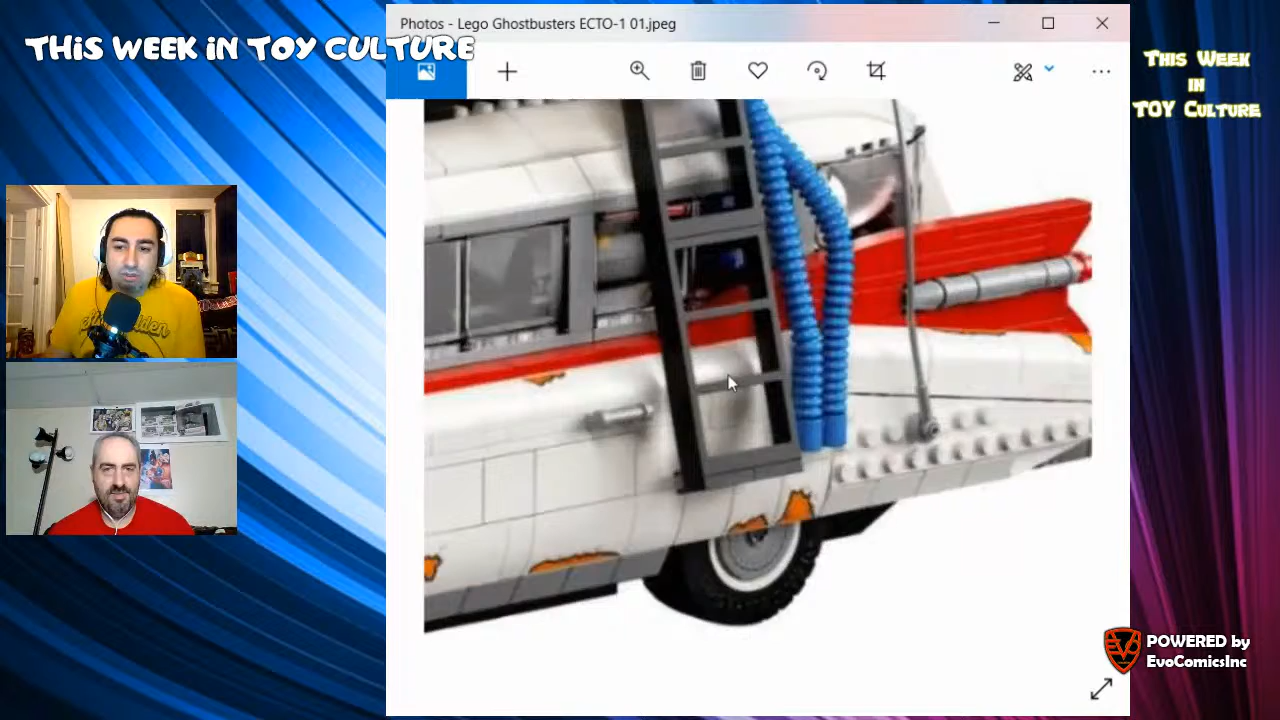 THIS WEEK IN TOY CULTURE
Photos - Lego Ghostbusters ECTO-1 01.jpeg
THIS WEEK
IN
TOY CULTURE
EVO
POWERED by
EvoComicsInc